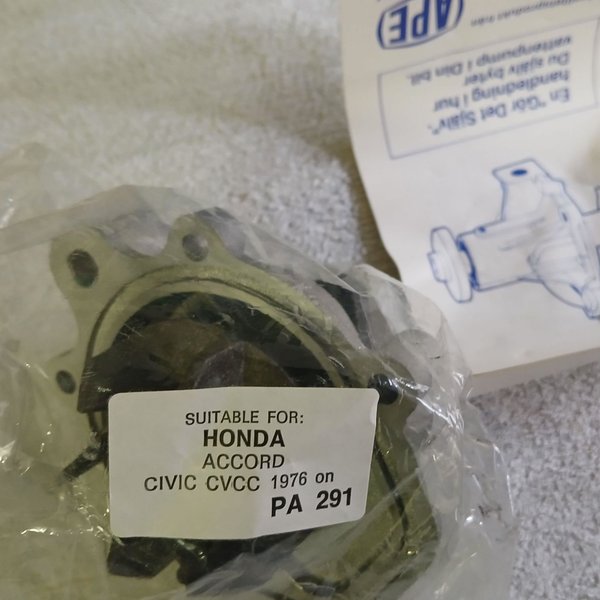 SUITABLE FOR:
HONDA
ACCORD
CIVIC CVCC 1976 on
PA 291
En "Gör Det Själv".
handledning i hur
Du själv byter
vattenpump i Din bil.
APE